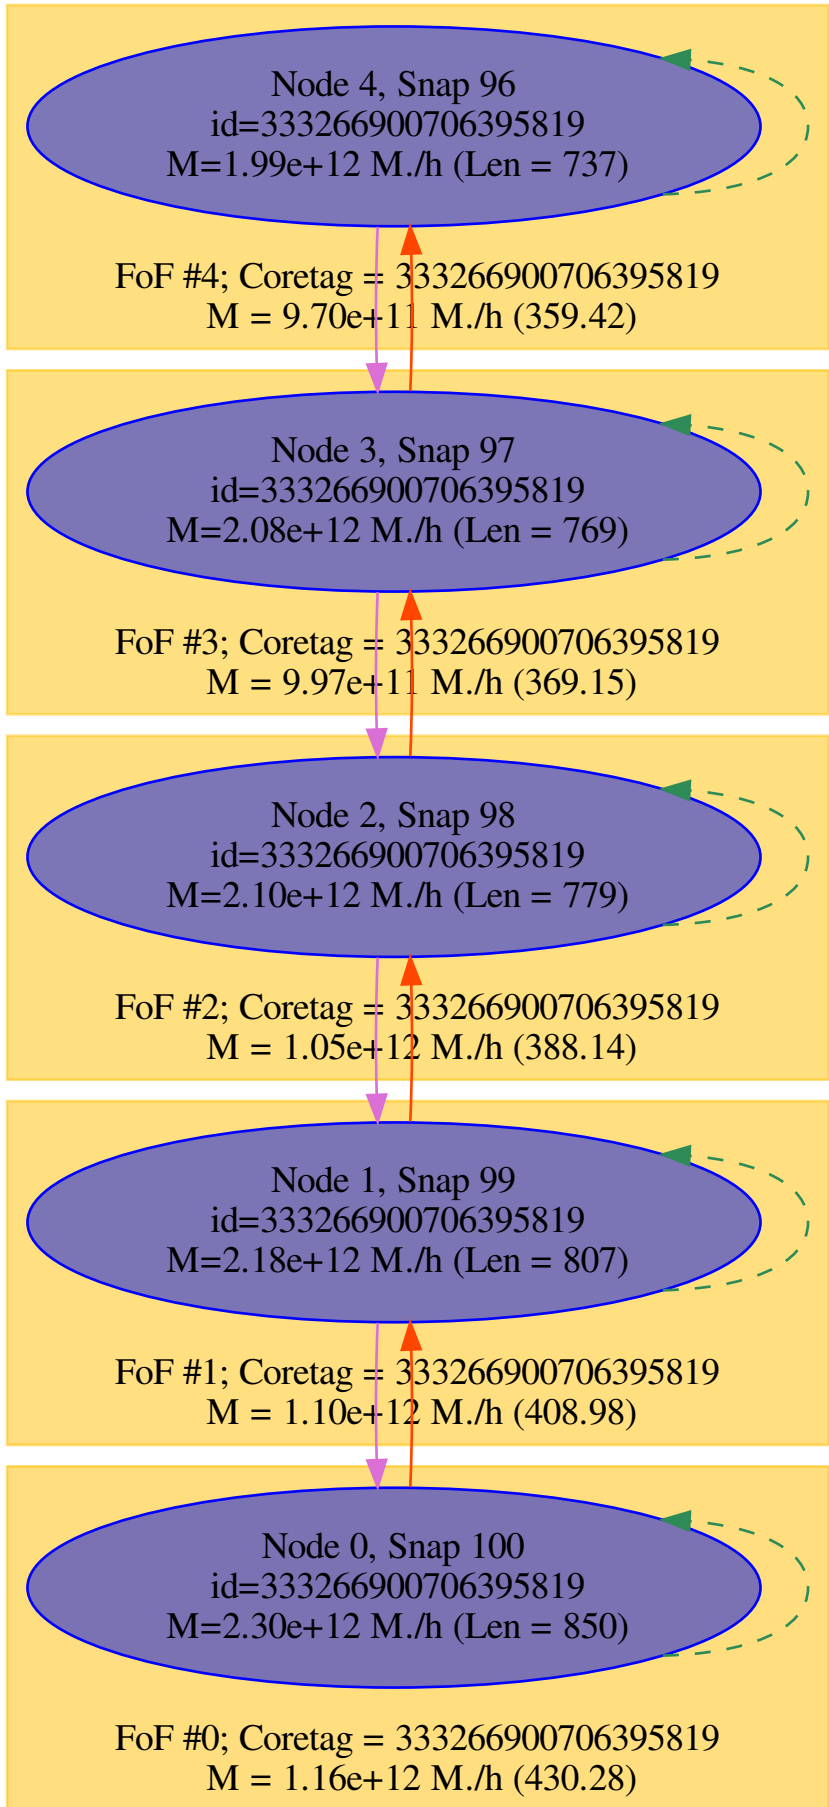 Node 4, Snap 96
id=333266900706395819
M=1.99e+12 M./h (Len = 737)
FoF #4; Coretag = 333266900706395819
M = 9.70e+11 M./h (359.42)
Node 3, Snap 97
id=333266900706395819
M=2.08e+12 M./h (Len = 769)
FoF #3; Coretag = 333266900706395819
M = 9.97e+11 M./h (369.15)
Node 2, Snap 98
id=333266900706395819
M=2.10e+12 M./h (Len = 779)
FoF #2; Coretag = 333266900706395819
M = 1.05e+12 M./h (388.14)
Node 1, Snap 99
id=333266900706395819
M=2.18e+12 M./h (Len = 807)
FoF #1; Coretag = 333266900706395819
M = 1.10e+12 M./h (408.98)
Node 0, Snap 100
id=333266900706395819
M=2.30e+12 M./h (Len = 850)
FoF #0; Coretag = 333266900706395819
M = 1.16e+12 M./h (430.28)